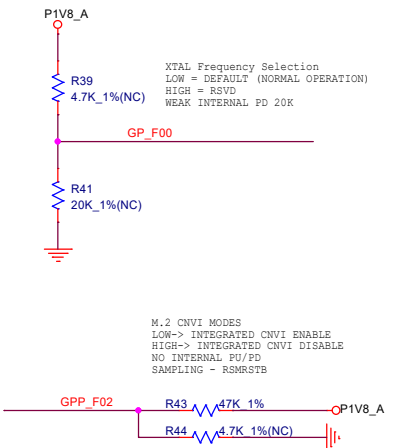 P1V8_A
R39
4.7K_1%(NC)
XTAL Frequency Selection
LOW = DEFAULT (NORMAL OPERATION)
HIGH = RSVD
WEAK INTERNAL PD 20K
GP_F00
R41
20K_1%(NC)
M.2 CNVI MODES
LOW-> INTEGRATED CNVI ENABLE
HIGH-> INTEGRATED CNVI DISABLE
NO INTERNAL PU/PD
SAMPLING - RSMRSTB
GPP_F02
R43 47K_1%
P1V8_A
R44 4.7K_1%(NC)